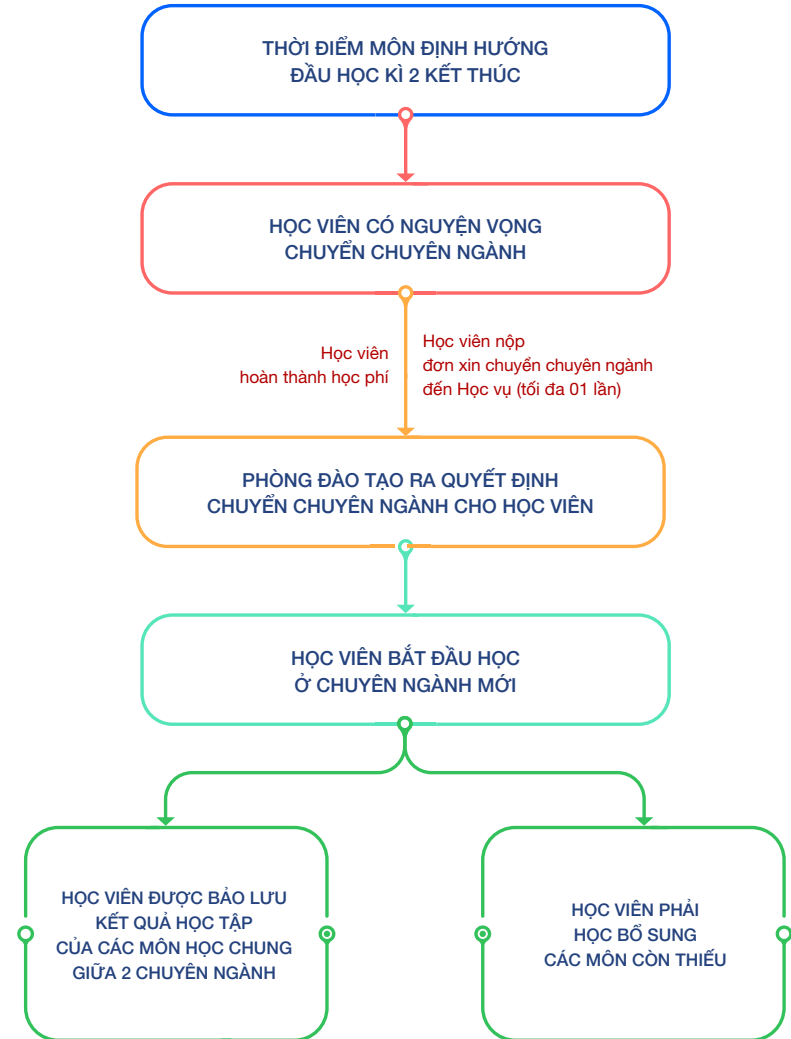 THỜI ĐIỂM MÔN ĐỊNH HƯỚNG
ĐẦU HỌC KÌ 2 KẾT THÚC
HỌC VIÊN CÓ NGUYỆN VỌNG
CHUYỂN CHUYÊN NGÀNH
Học viên
hoàn thành học phí
Học viên nộp
đơn xin chuyển chuyên ngành
đến Học vụ (tối đa 01 lần)
PHÒNG ĐÀO TẠO RA QUYẾT ĐỊNH
CHUYỂN CHUYÊN NGÀNH CHO HỌC VIÊN
HỌC VIÊN BẮT ĐẦU HỌC
Ở CHUYÊN NGÀNH MỚI
HỌC VIÊN ĐƯỢC BẢO LƯU
KẾT QUẢ HỌC TẬP
CỦA CÁC MÔN HỌC CHUNG
GIỮA 2 CHUYÊN NGÀNH
HỌC VIÊN PHẢI
HỌC BỔ SUNG
CÁC MÔN CÒN THIẾU